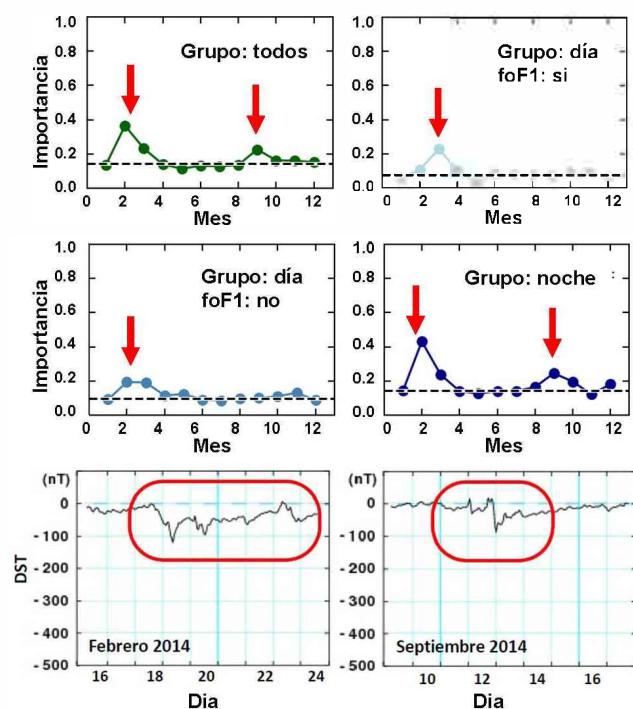 1.0
0.8
0.6
0.4
0.2
0.0
Importancia
Grupo: todos
0 2 4 6 8 10 12
Mes
1.0
0.8
0.6
0.4
0.2
0.0
Grupo: día
foF1: si
0 2 4 6 8 10 12
Mes
1.0
0.8
0.6
0.4
0.2
0.0
Importancia
Grupo: día
foF1: no
0 2 4 6 8 10 12
Mes
1.0
0.8
0.6
0.4
0.2
0.0
Grupo: noche
0 2 4 6 8 10 12
Mes
(nT)
0
- 100
- 200
- 300
- 400
- 500
DST
Febrero 2014
16 18 20 22 24
Dia
(nT)
0
- 100
- 200
- 300
- 400
- 500
Septiembre 2014
10 12 14 16
Dia